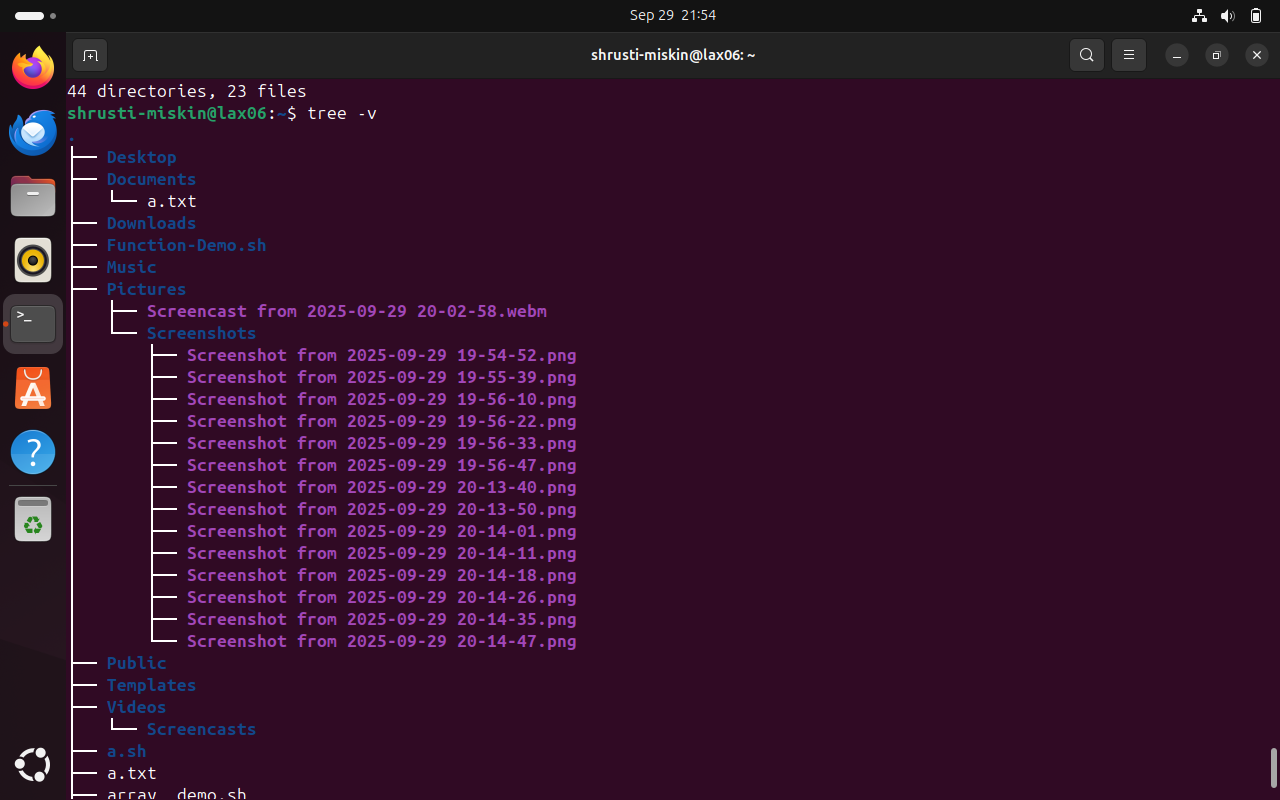 Sep 29 21:54
shrusti-miskin@lax06: ~
44 directories, 23 files
shrusti-miskin@lax06:~$ tree -v
.
├── Desktop
├── Documents
│   └── a.txt
├── Downloads
├── Function-Demo.sh
├── Music
├── Pictures
│   ├── Screencast from 2025-09-29 20-02-58.webm
│   └── Screenshots
│       ├── Screenshot from 2025-09-29 19-54-52.png
│       ├── Screenshot from 2025-09-29 19-55-39.png
│       ├── Screenshot from 2025-09-29 19-56-10.png
│       ├── Screenshot from 2025-09-29 19-56-22.png
│       ├── Screenshot from 2025-09-29 19-56-33.png
│       ├── Screenshot from 2025-09-29 19-56-47.png
│       ├── Screenshot from 2025-09-29 20-13-40.png
│       ├── Screenshot from 2025-09-29 20-13-50.png
│       ├── Screenshot from 2025-09-29 20-14-01.png
│       ├── Screenshot from 2025-09-29 20-14-11.png
│       ├── Screenshot from 2025-09-29 20-14-18.png
│       ├── Screenshot from 2025-09-29 20-14-26.png
│       ├── Screenshot from 2025-09-29 20-14-35.png
│       └── Screenshot from 2025-09-29 20-14-47.png
├── Public
├── Templates
├── Videos
│   └── Screencasts
├── a.sh
├── a.txt
├── array__demo.sh